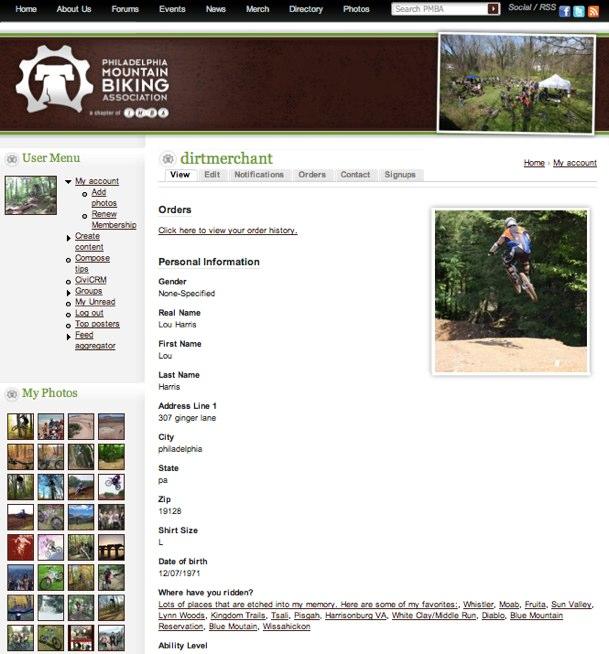 Home About Us Forums Events News Merch Directory Photos Search PMBA Social / RSS
PHILADELPHIA
MOUNTAIN
BIKING
ASSOCIATION
a chapter of IMBA
User Menu
My account
Add
photos
Renew
Membership
Create
content
Compose
tips
CiviCRM
Groups
My Unread
Log out
Top posters
Feed
aggregator
My Photos
dirtmerchant
Home › My account
View Edit Notifications Orders Contact Signups
Orders
Click here to view your order history.
Personal Information
Gender
None-Specified
Real Name
Lou Harris
First Name
Lou
Last Name
Harris
Address Line 1
307 ginger lane
City
philadelphia
State
pa
Zip
19128
Shirt Size
L
Date of birth
12/07/1971
Where have you ridden?
Lots of places that are etched into my memory. Here are some of my favorites:, Whistler, Moab, Fruita, Sun Valley,
Lynn Woods, Kingdom Trails, Tsali, Pisgah, Harrisonburg VA, White Clay/Middle Run, Diablo, Blue Mountain
Reservation, Blue Moutain, Wissahickon
Ability Level